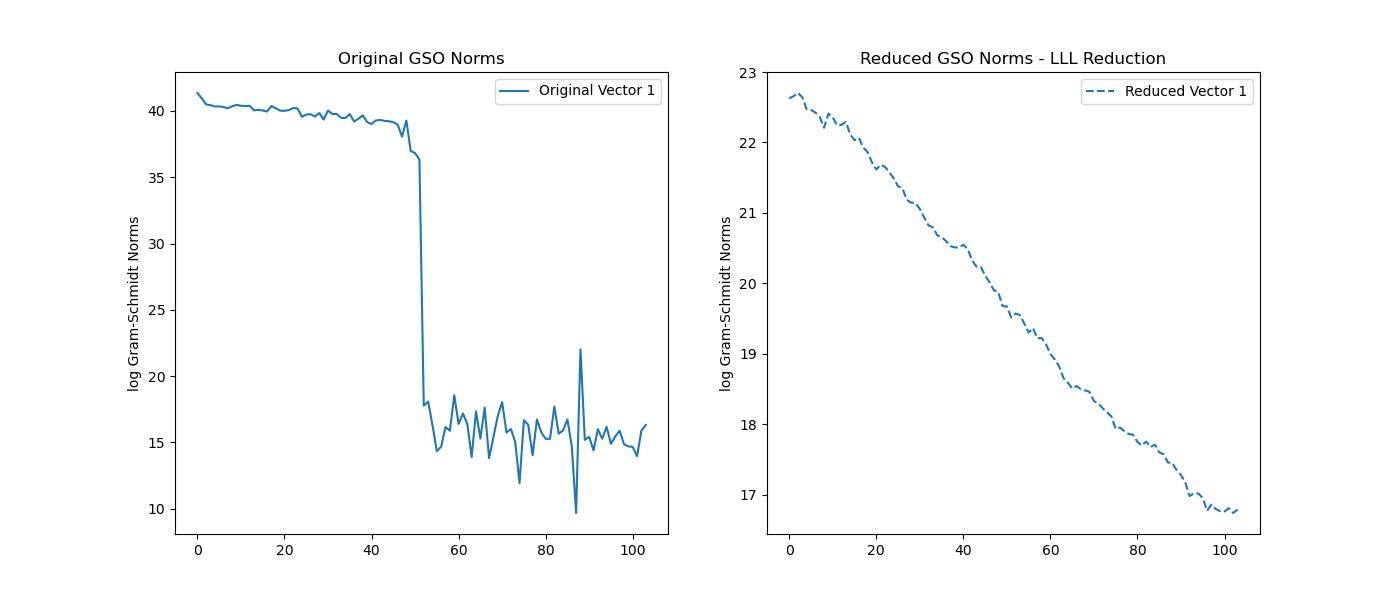 Original GSO Norms
Original Vector 1
log Gram-Schmidt Norms
40
35
30
25
20
15
10
0 20 40 60 80 100
Reduced GSO Norms - LLL Reduction
Reduced Vector 1
log Gram-Schmidt Norms
23
22
21
20
19
18
17
0 20 40 60 80 100